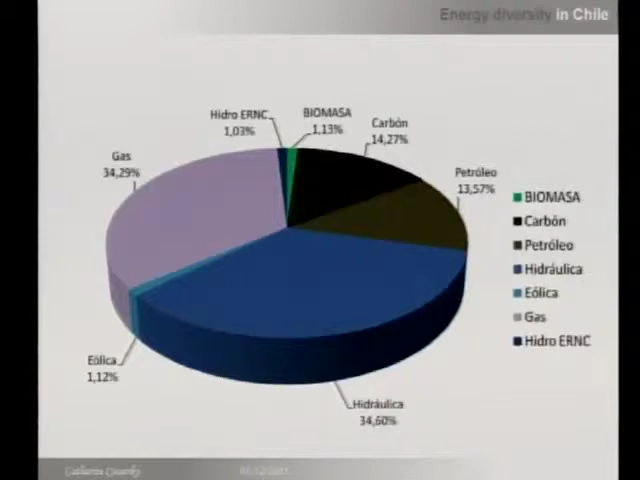 Energy diversity in Chile
Hidro ERNC
1,03%
BIOMASA
1,13%
Carbón
14,27%
Gas
34,29%
Petróleo
13,57%
BIOMASA
Carbón
Petróleo
Hidráulica
Eólica
Gas
Hidro ERNC
Eólica
1,12%
Hidráulica
34,60%